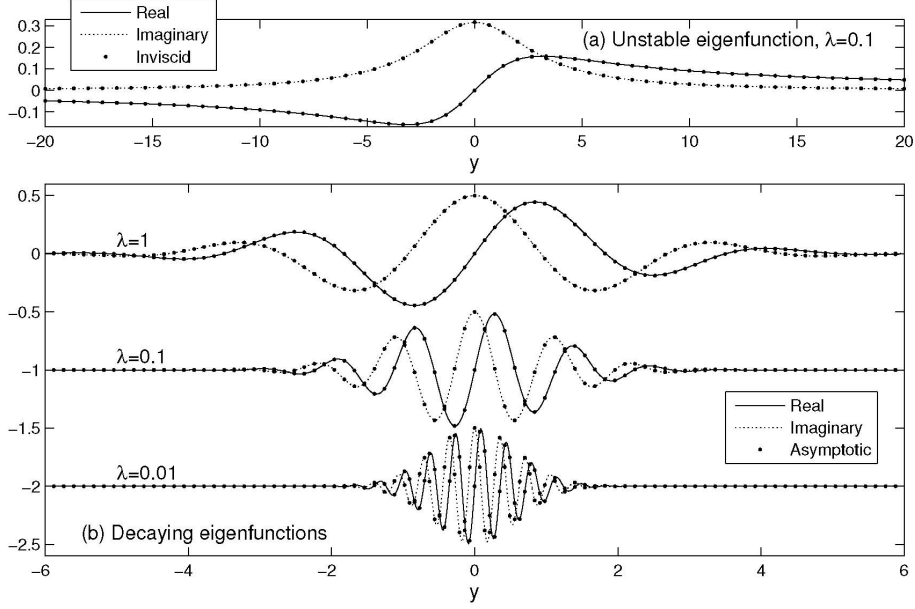 Real
Imaginary
Inviscid
(a) Unstable eigenfunction, λ=0.1
0.3
0.2
0.1
0
−0.1
−20 −15 −10 −5 0 5 10 15 20
y
0.5
λ=1
0
−0.5
λ=0.1
−1
−1.5
Real
Imaginary
Asymptotic
λ=0.01
−2
(b) Decaying eigenfunctions
−2.5
−6 −4 −2 0 2 4 6
y